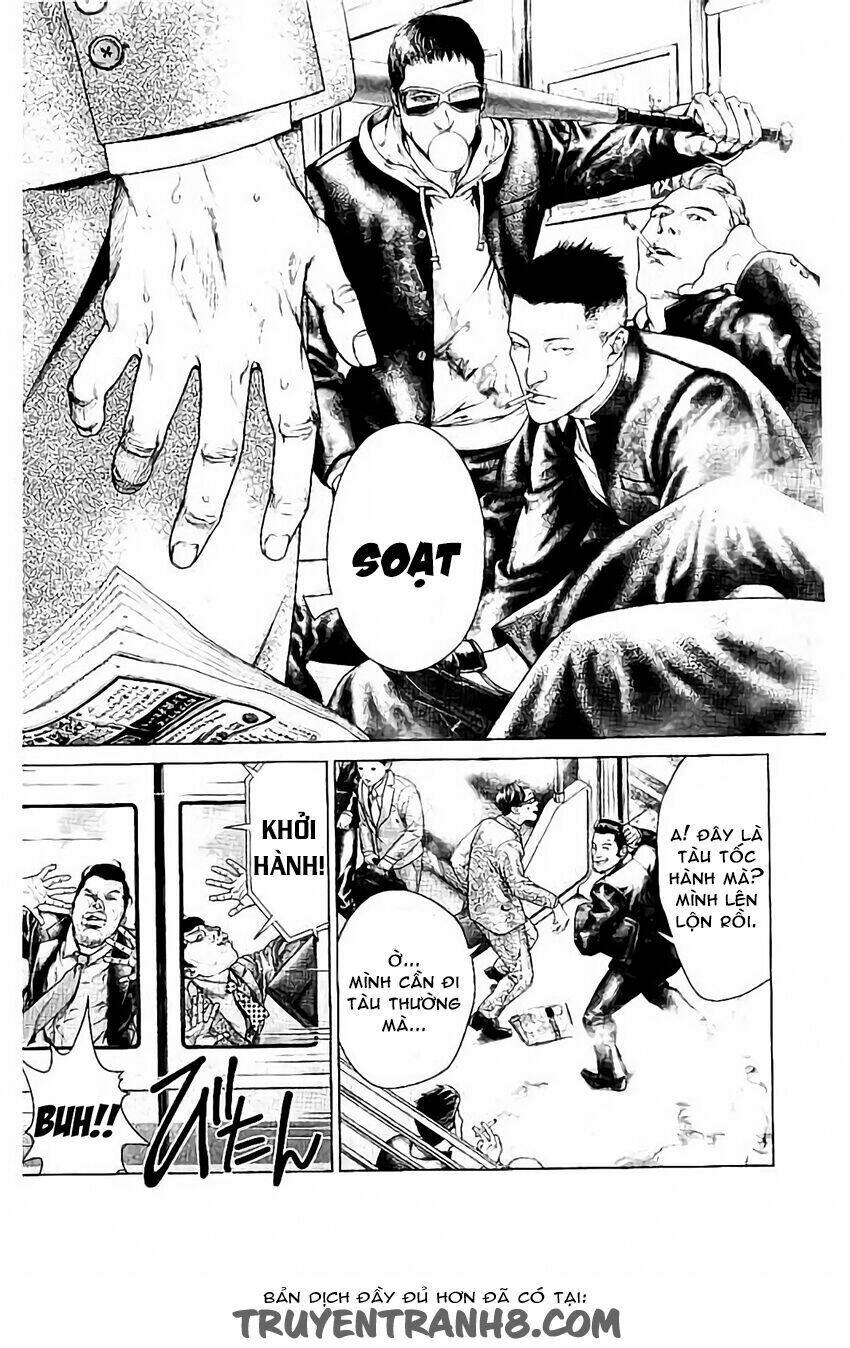 SOẠT
A! ĐÂY LÀ
TÀU TỐC
HÀNH MÀ?
MÌNH LÊN
LỘN RỒI.
Ờ...
MÌNH CẦN ĐI
TÀU THƯỜNG
MÀ...
KHỞI
HÀNH!
BUH!!
BẢN DỊCH ĐẦY ĐỦ HƠN ĐÃ CÓ TẠI:
TRUYENTRANH8.COM